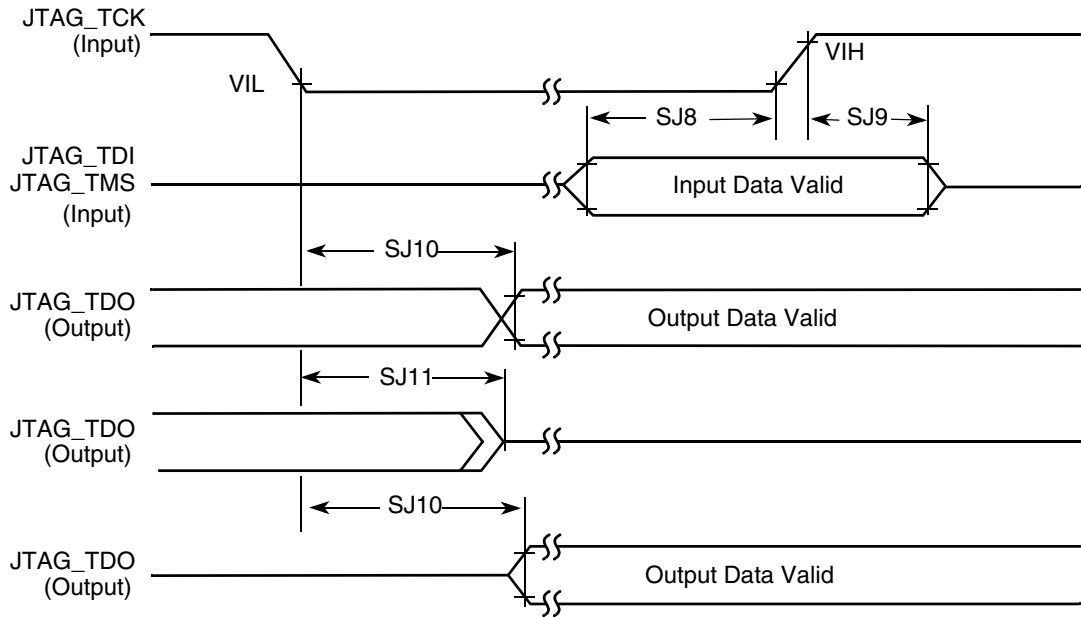 JTAG_TCK
(Input)
VIL
VIH
SJ8
SJ9
JTAG_TDI
JTAG_TMS
(Input)
Input Data Valid
SJ10
JTAG_TDO
(Output)
Output Data Valid
SJ11
JTAG_TDO
(Output)
SJ10
JTAG_TDO
(Output)
Output Data Valid